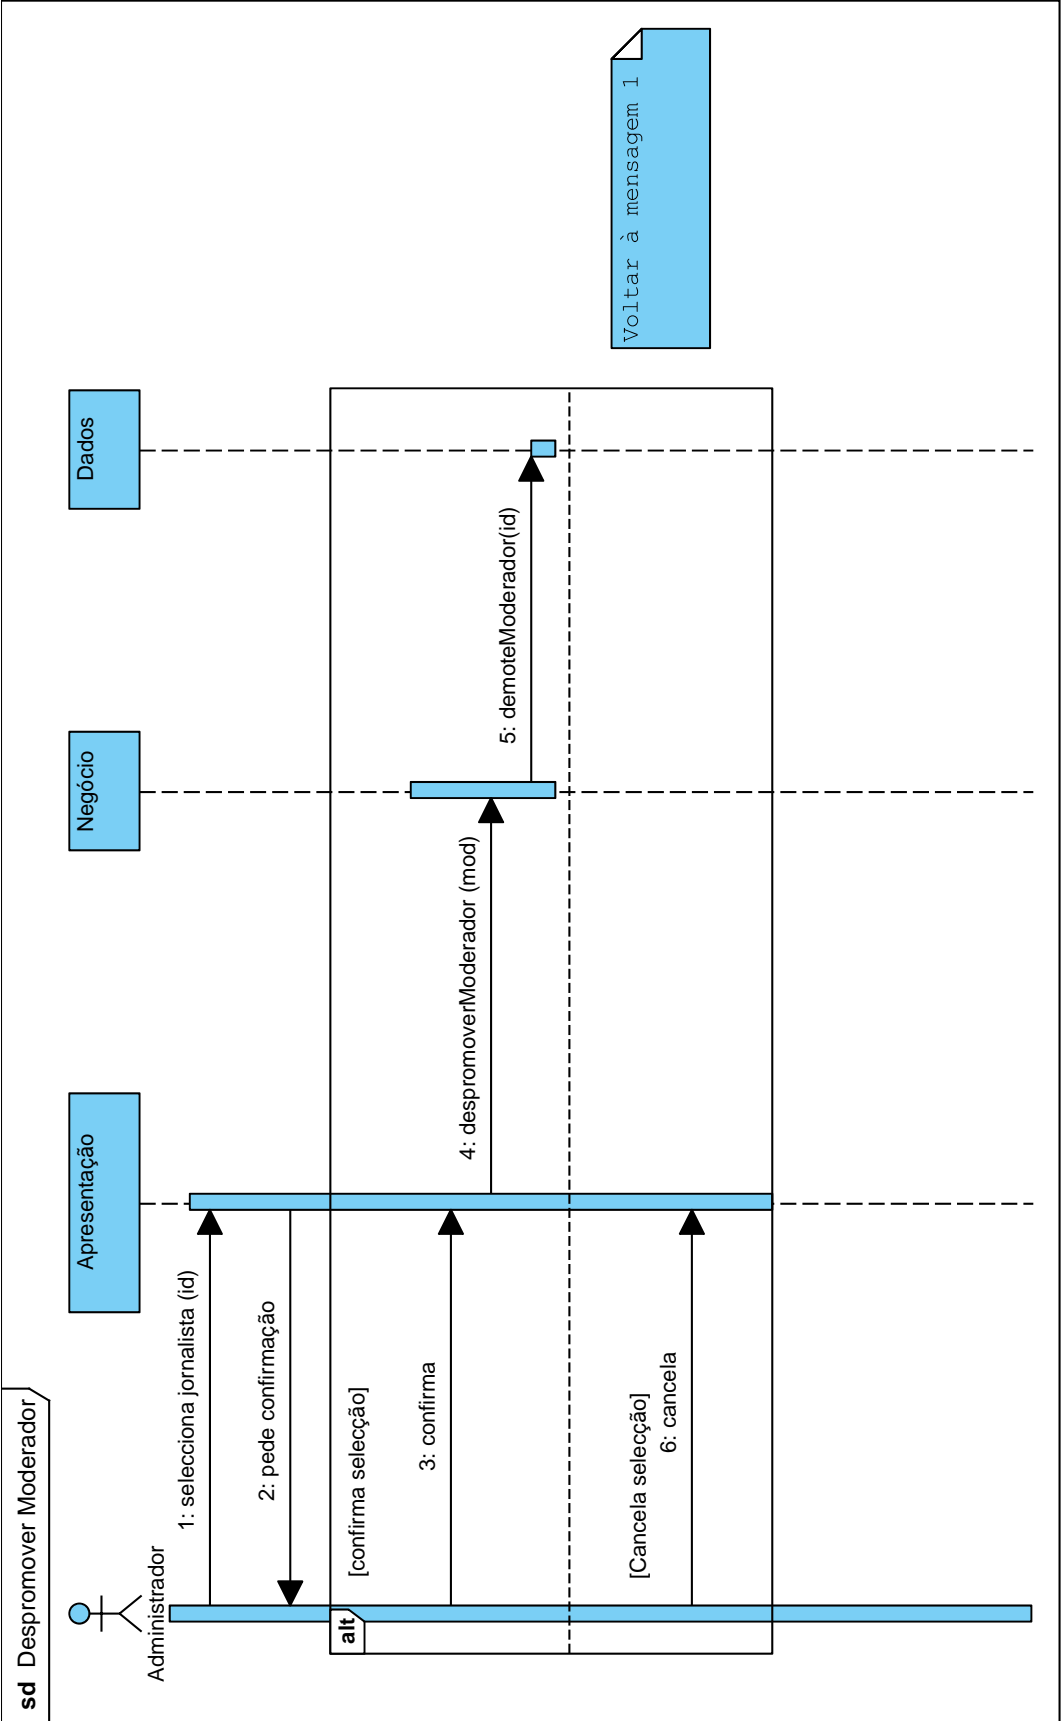 sd Despromover Moderador
Administrador
Apresentação
Negócio
Dados
1: selecciona jornalista (id)
2: pede confirmação
alt
[confirma selecção]
3: confirma
4: despromoverModerador (mod)
5: demoteModerador(id)
[Cancela selecção]
6: cancela
Voltar à mensagem 1